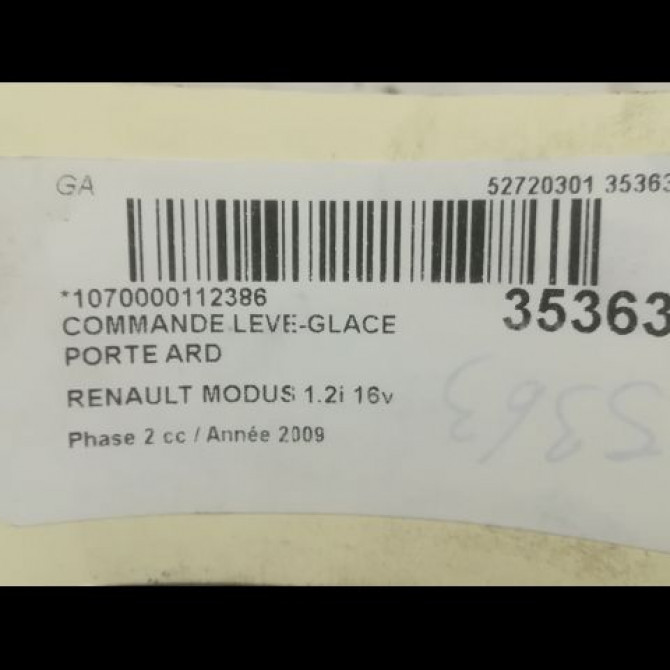 GA
52720301 35363
*1070000112386
35363
COMMANDE LEVE-GLACE
PORTE ARD
RENAULT MODUS 1.2i 16v
Phase 2 cc / Année 2009
5363